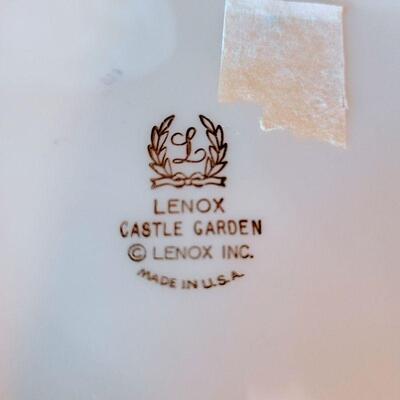 L
LENOX
CASTLE GARDEN
© LENOX INC.
MADE IN U.S.A.